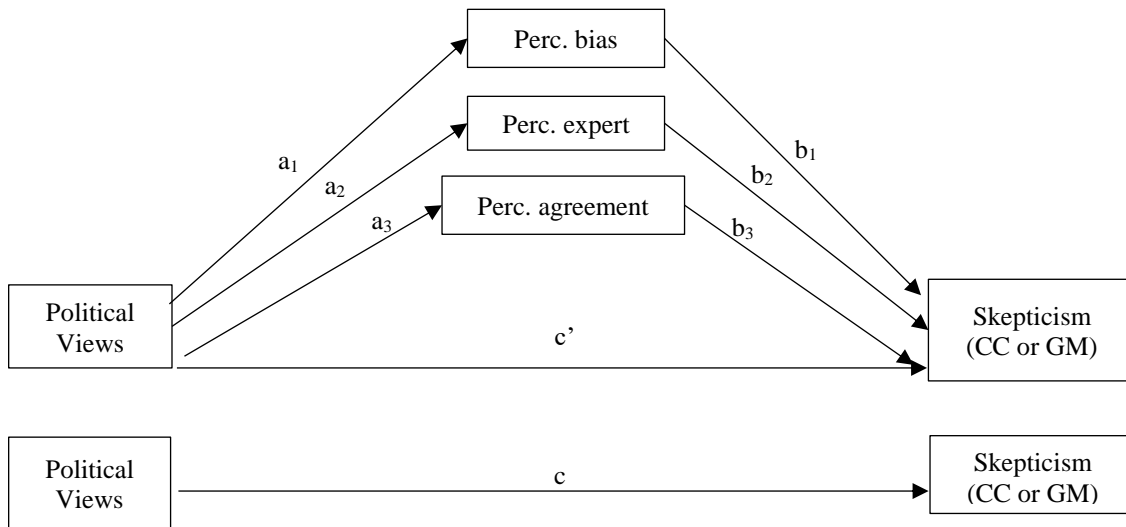 Perc. bias
Perc. expert
a₁
b₁
a₂
b₂
Perc. agreement
a₃
b₃
Political
Views
c’
Skepticism
(CC or GM)
Political
Views
c
Skepticism
(CC or GM)